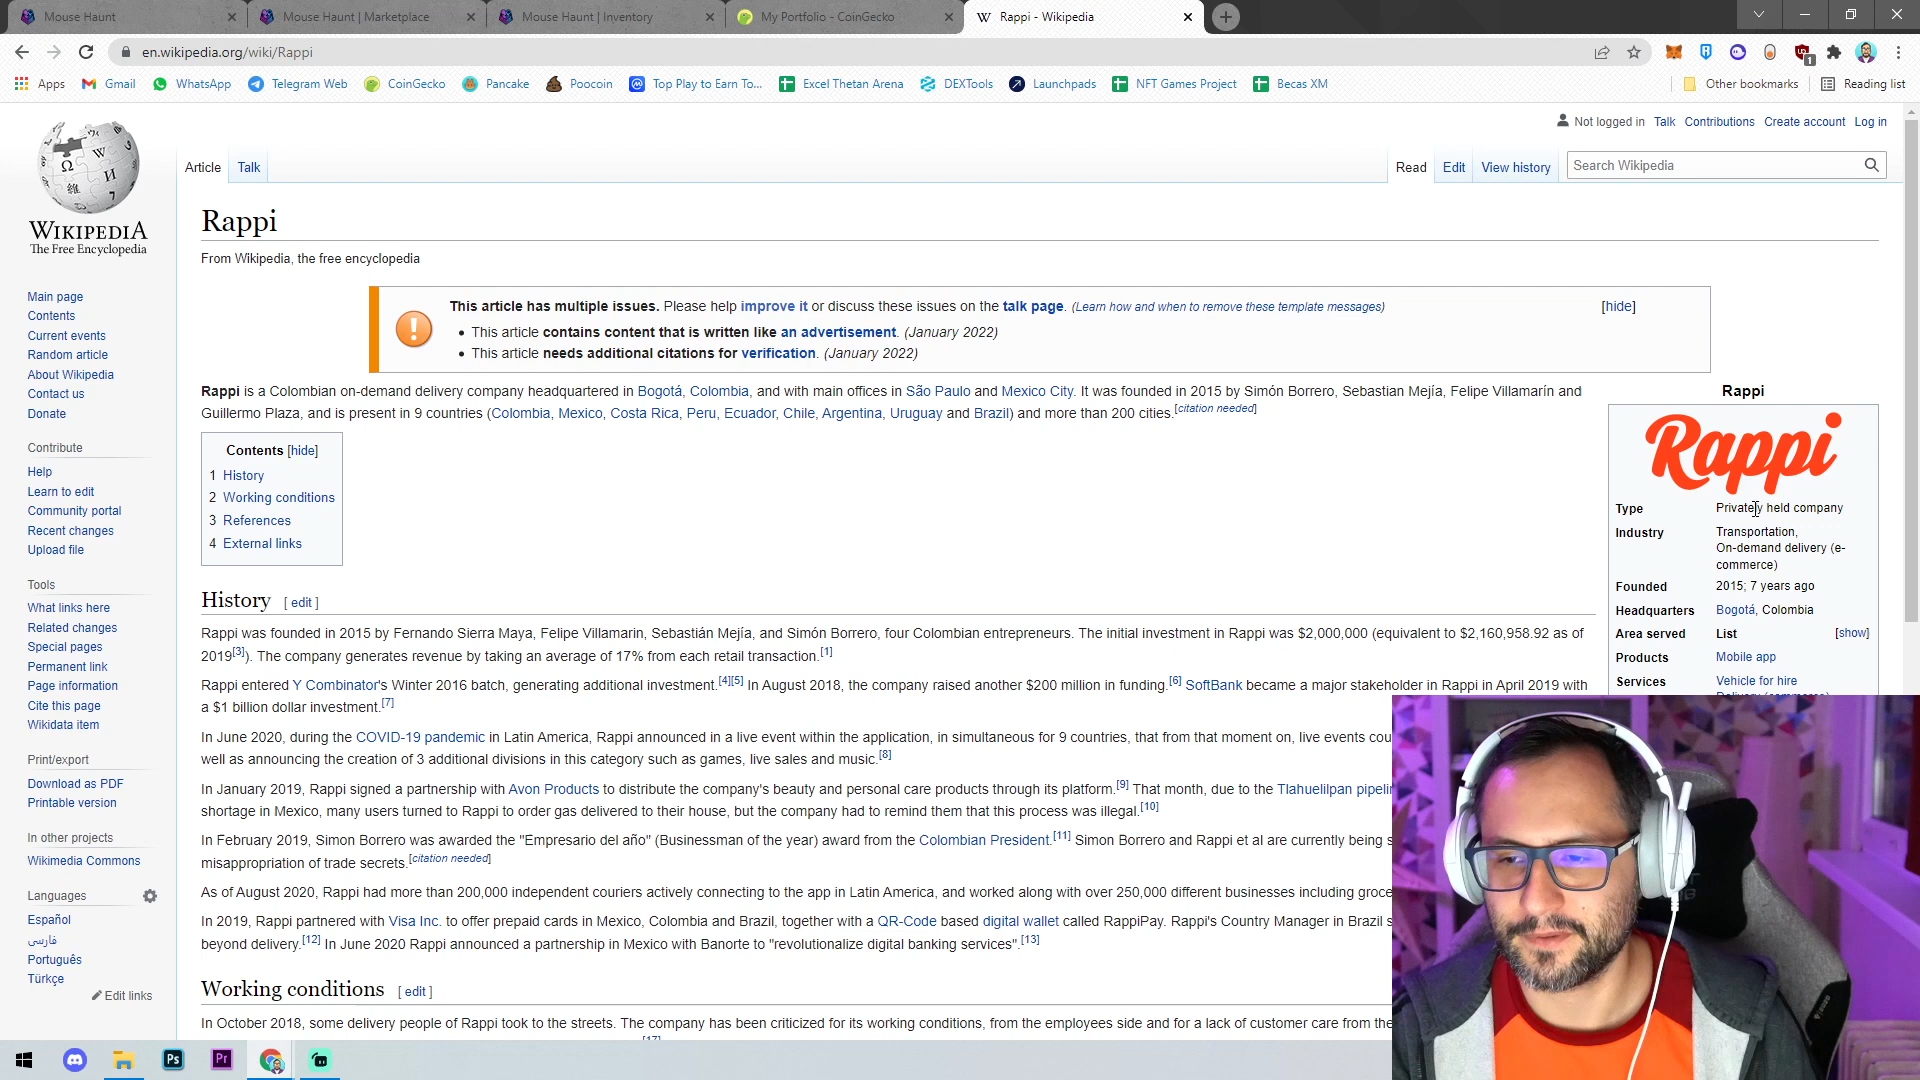 Mouse Haunt
Mouse Haunt | Marketplace
Mouse Haunt | Inventory
My Portfolio - CoinGecko
Rappi - Wikipedia
en.wikipedia.org/wiki/Rappi
Apps Gmail WhatsApp Telegram Web CoinGecko Pancake Poocoin Top Play to Earn To... Excel Thetan Arena DEXTools Launchpads NFT Games Project Becas XM Other bookmarks Reading list
Not logged in Talk Contributions Create account Log in
Article Talk Read Edit View history Search Wikipedia
WIKIPEDIA
The Free Encyclopedia
Main page
Contents
Current events
Random article
About Wikipedia
Contact us
Donate
Contribute
Help
Learn to edit
Community portal
Recent changes
Upload file
Tools
What links here
Related changes
Special pages
Permanent link
Page information
Cite this page
Wikidata item
Print/export
Download as PDF
Printable version
In other projects
Wikimedia Commons
Languages
Español
فارسی
Português
Türkçe
Edit links
Rappi
From Wikipedia, the free encyclopedia
This article has multiple issues. Please help improve it or discuss these issues on the talk page. (Learn how and when to remove these template messages) [hide]
• This article contains content that is written like an advertisement. (January 2022)
• This article needs additional citations for verification. (January 2022)
Rappi is a Colombian on-demand delivery company headquartered in Bogotá, Colombia, and with main offices in São Paulo and Mexico City. It was founded in 2015 by Simón Borrero, Sebastian Mejía, Felipe Villamarín and
Guillermo Plaza, and is present in 9 countries (Colombia, Mexico, Costa Rica, Peru, Ecuador, Chile, Argentina, Uruguay and Brazil) and more than 200 cities.[citation needed]
Contents [hide]
1 History
2 Working conditions
3 References
4 External links
History [ edit ]
Rappi was founded in 2015 by Fernando Sierra Maya, Felipe Villamarin, Sebastián Mejía, and Simón Borrero, four Colombian entrepreneurs. The initial investment in Rappi was $2,000,000 (equivalent to $2,160,958.92 as of
2019[3]). The company generates revenue by taking an average of 17% from each retail transaction.[1]
Rappi entered Y Combinator's Winter 2016 batch, generating additional investment.[4][5] In August 2018, the company raised another $200 million in funding.[6] SoftBank became a major stakeholder in Rappi in April 2019 with
a $1 billion dollar investment.[7]
In June 2020, during the COVID-19 pandemic in Latin America, Rappi announced in a live event within the application, in simultaneous for 9 countries, that from that moment on, live events cou
well as announcing the creation of 3 additional divisions in this category such as games, live sales and music.[8]
In January 2019, Rappi signed a partnership with Avon Products to distribute the company's beauty and personal care products through its platform.[9] That month, due to the Tlahuelilpan pipelin
shortage in Mexico, many users turned to Rappi to order gas delivered to their house, but the company had to remind them that this process was illegal.[10]
In February 2019, Simon Borrero was awarded the "Empresario del año" (Businessman of the year) award from the Colombian President.[11] Simon Borrero and Rappi et al are currently being s
misappropriation of trade secrets.[citation needed]
As of August 2020, Rappi had more than 200,000 independent couriers actively connecting to the app in Latin America, and worked along with over 250,000 different businesses including groce
In 2019, Rappi partnered with Visa Inc. to offer prepaid cards in Mexico, Colombia and Brazil, together with a QR-Code based digital wallet called RappiPay. Rappi's Country Manager in Brazil s
beyond delivery.[12] In June 2020 Rappi announced a partnership in Mexico with Banorte to "revolutionalize digital banking services".[13]
Working conditions [ edit ]
In October 2018, some delivery people of Rappi took to the streets. The company has been criticized for its working conditions, from the employees side and for a lack of customer care from the
[17]
Rappi
Rappi
Type Privately held company
Industry Transportation,
On-demand delivery (e-
commerce)
Founded 2015; 7 years ago
Headquarters Bogotá, Colombia
Area served List [show]
Products Mobile app
Services Vehicle for hire
Ps Pr